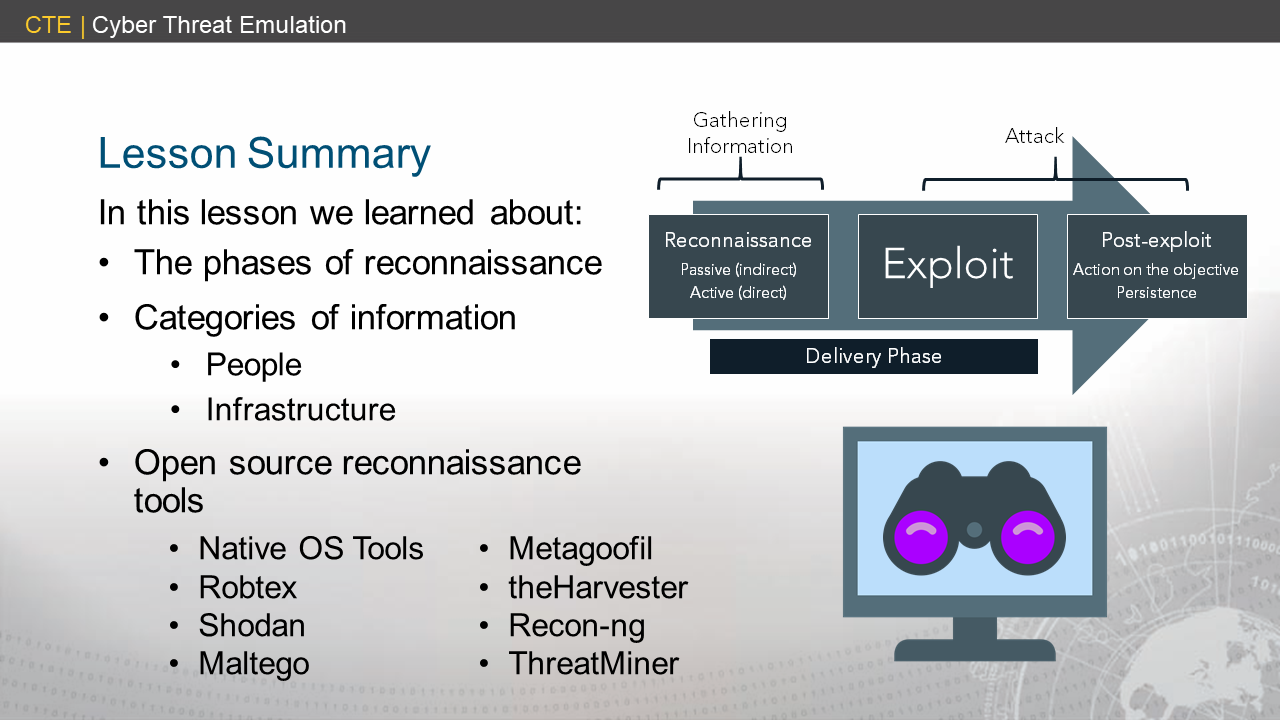 CTE | Cyber Threat Emulation
Lesson Summary
In this lesson we learned about:
• The phases of reconnaissance
• Categories of information
• People
• Infrastructure
• Open source reconnaissance
tools
• Native OS Tools
• Robtex
• Shodan
• Maltego
• Metagoofil
• theHarvester
• Recon-ng
• ThreatMiner
Gathering
Information
Attack
Reconnaissance
Passive (indirect)
Active (direct)
Exploit
Post-exploit
Action on the objective
Persistence
Delivery Phase